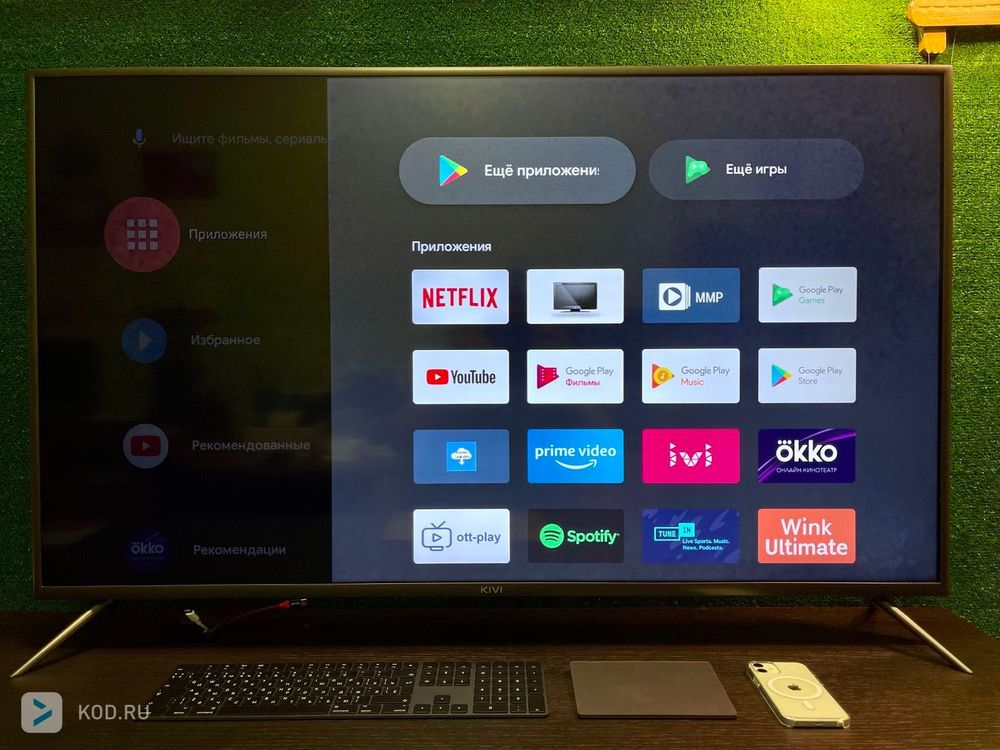 Ищите фильмы, сериаль
Приложения
Избранное
Рекомендованные
ökko
Рекомендации
Ещё приложени
Ещё игры
Приложения
NETFLIX
MMP
Google Play
Games
YouTube
Google Play
Фильмы
Google Play
Music
Google Play
Store
prime video
ivi
ökko
ОНЛАЙН-КИНОТЕАТР
ott-play
Spotify
TUNE IN
Live Sports. Music.
News. Podcasts.
Wink
Ultimate
KIVI
KOD.RU